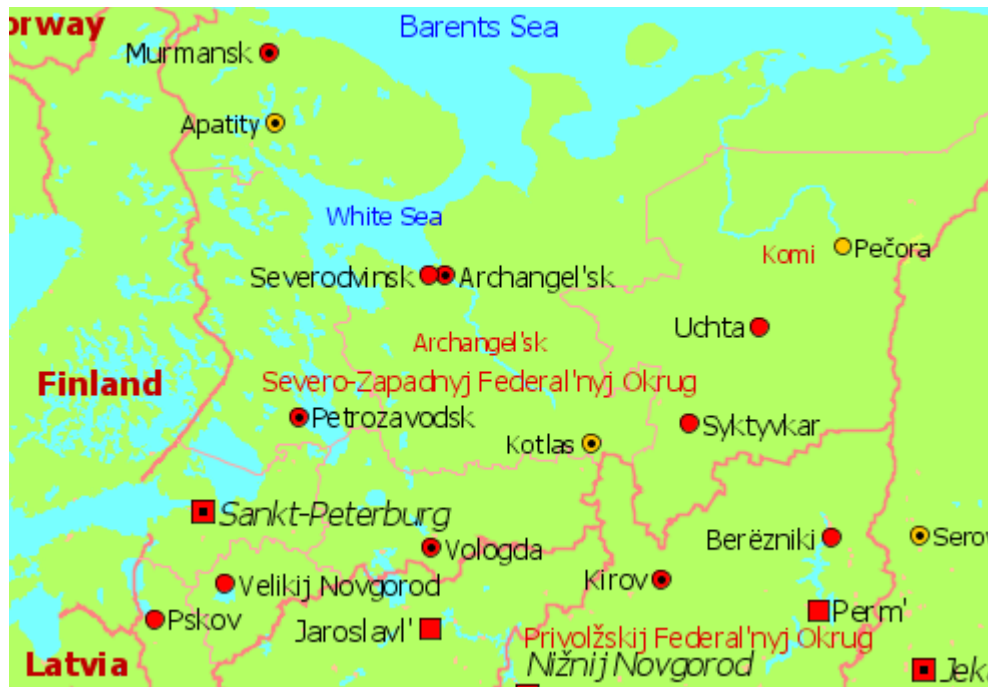 orway
Barents Sea
Murmansk
Apatity
White Sea
Komi
Pečora
Severodvinsk
Archangel'sk
Uchta
Archangel'sk
Finland
Severo-Zapadnyj Federal'nyj Okrug
Petrozavodsk
Syktyvkar
Kotlas
Sankt-Peterburg
Vologda
Berëzniki
Serov
Velikij Novgorod
Kirov
Pskov
Jaroslavl'
Perm'
Privolžskij Federal'nyj Okrug
Latvia
Nižnij Novgorod
Jek